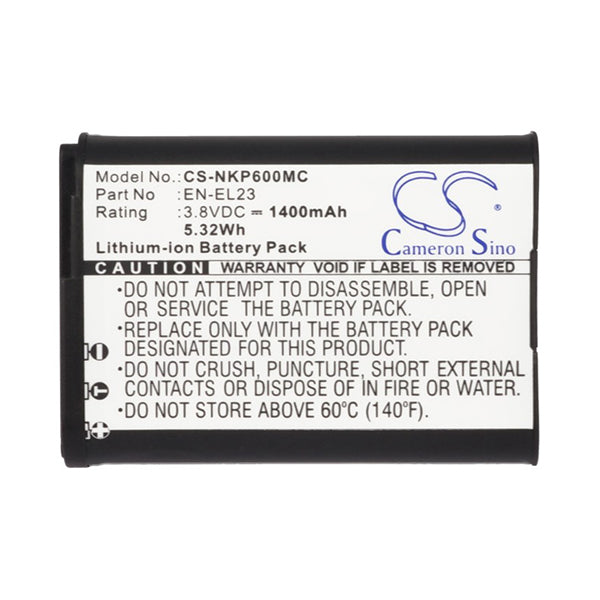 Model No.: CS-NKP600MC
Part No : EN-EL23
Rating : 3.8VDC ⎓ 1400mAh
5.32Wh
Lithium-ion Battery Pack
CS
Cameron Sino
CAUTION WARRANTY VOID IF LABEL REMOVED
•DO NOT ATTEMPT TO DISASSEMBLE, OPEN
OR SERVICE THE BATTERY PACK.
•REPLACE ONLY WITH THE BATTERY PACK
DESIGNATED FOR THIS EQUIPMENT.
•DO NOT CRUSH, PUNCTURE, SHORT EXTERNAL
CONTACTS OR DISPOSE OF IN FIRE OR WATER.
•DO NOT EXPOSE ABOVE 60°C (140°F)